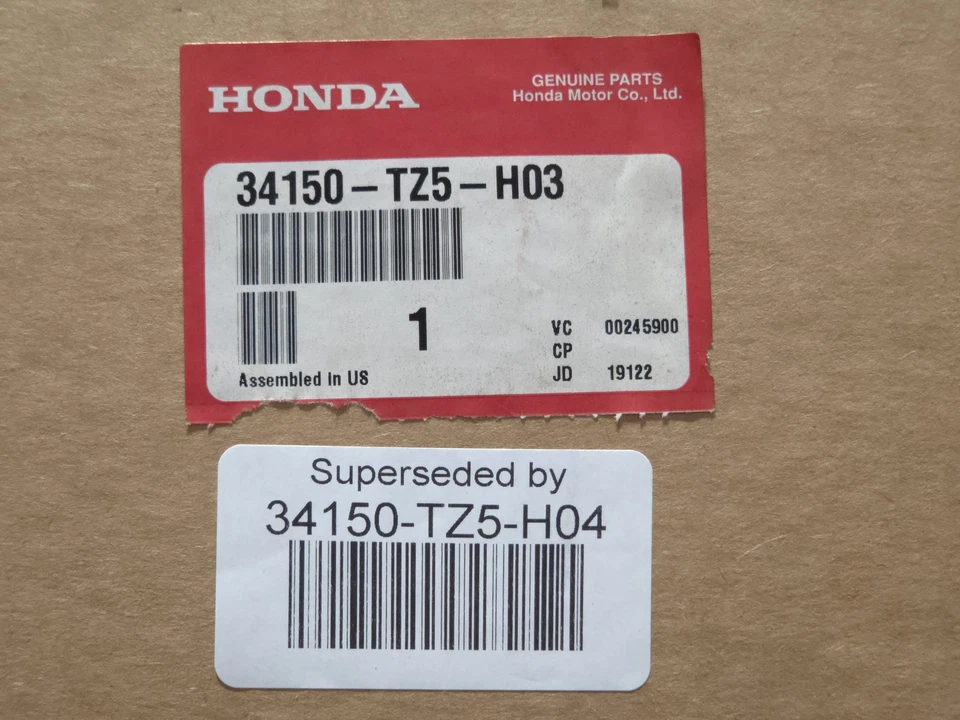 HONDA
GENUINE PARTS
Honda Motor Co., Ltd.
34150-TZ5-H03
1
VC 00245900
CP
JD 19122
Assembled In US
Superseded by
34150-TZ5-H04